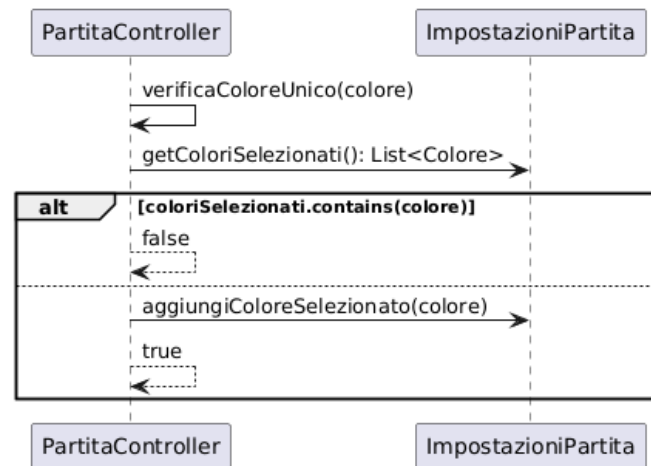 PartitaController ImpostazioniPartita
verificaColoreUnico(colore)
getColoriSelezionati(): List<Colore>
alt [coloriSelezionati.contains(colore)]
false
aggiungiColoreSelezionato(colore)
true
PartitaController ImpostazioniPartita